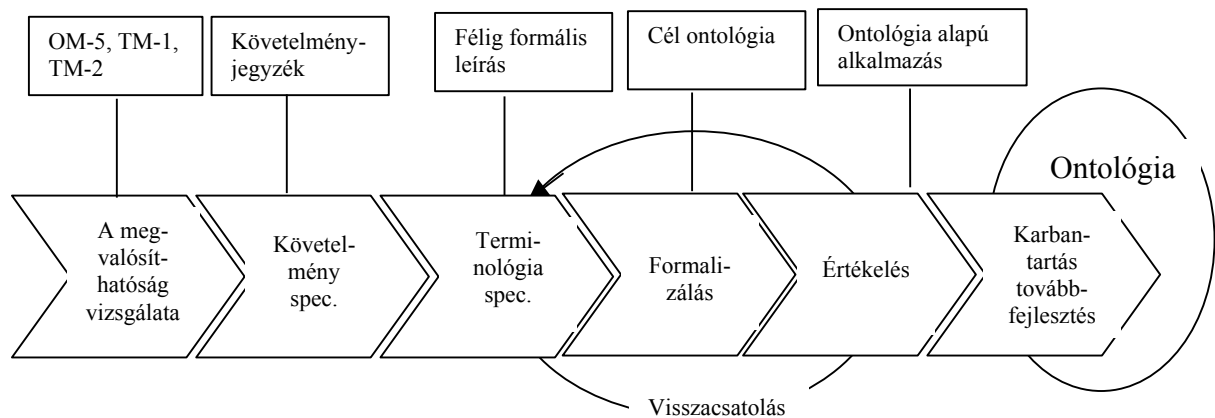 OM-5, TM-1,
TM-2
Követelmény-
jegyzék
Félig formális
leírás
Cél ontológia
Ontológia alapú
alkalmazás
Ontológia
A meg-
valósít-
hatóság
vizsgálata
Követel-
mény
spec.
Termi-
nológia
spec.
Formali-
zálás
Értékelés
Karban-
tartás
tovább-
fejlesztés
Visszacsatolás